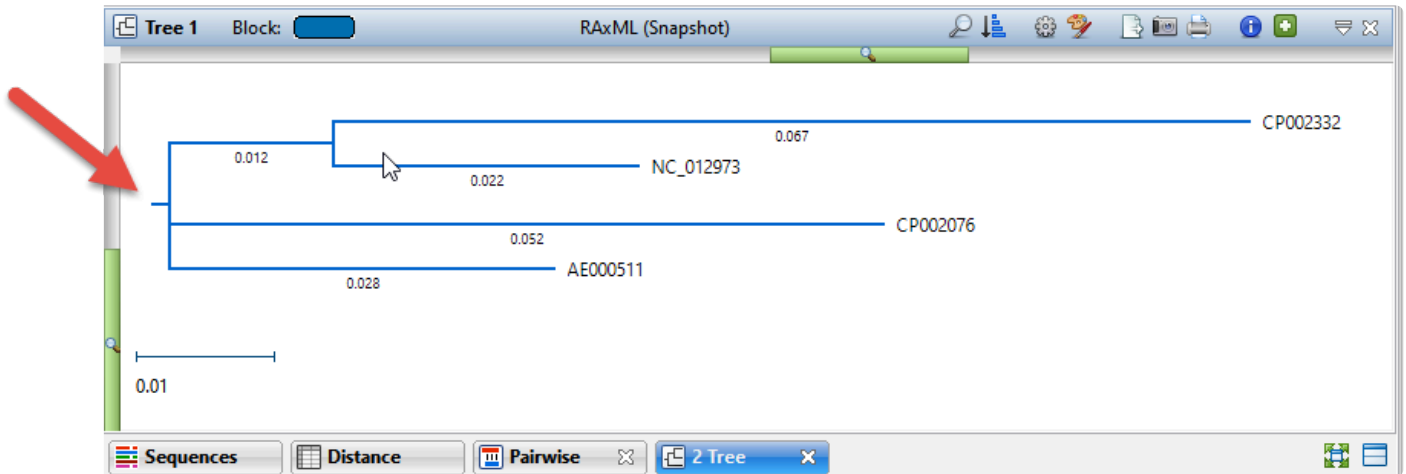 Tree 1 Block: RAxML (Snapshot)
CP002332
0.067
0.012
NC_012973
0.022
CP002076
0.052
AE000511
0.028
0.01
Sequences Distance Pairwise 2 Tree